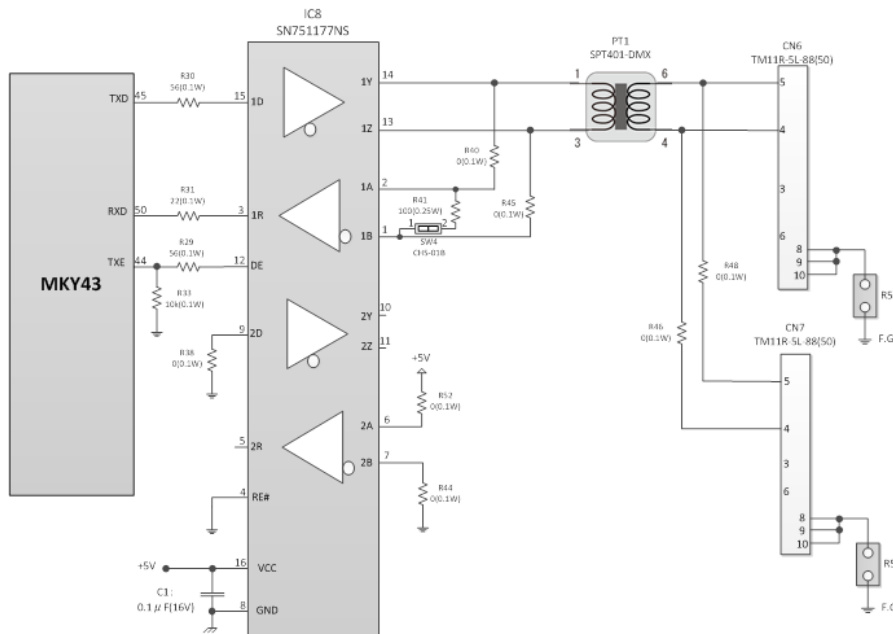 IC8
SN751177NS
PT1
SPT401-DMX
CN6
TM11R-5L-88(50)
MKY43
TXD 45
R30
56(0.1W)
15 1D
1Y 14
1Z 13
1 6
3 4
5
4
3
6
8
9
10
R40
0(0.1W)
1A 2
R41
100(0.25W)
R45
0(0.1W)
RXD 50
R31
22(0.1W)
3 1R
1B 1
1 2
SW4
CHS-01B
TXE 44
R29
56(0.1W)
12 DE
R33
10k(0.1W)
R48
0(0.1W)
R46
0(0.1W)
F.G
9 2D
R38
0(0.1W)
2Y 10
2Z 11
+5V
R52
0(0.1W)
CN7
TM11R-5L-88(50)
5
4
3
6
8
9
10
5 2R
2A 6
2B 7
R44
0(0.1W)
4 RE#
+5V
16 VCC
C1:
0.1μF(16V)
8 GND
F.G